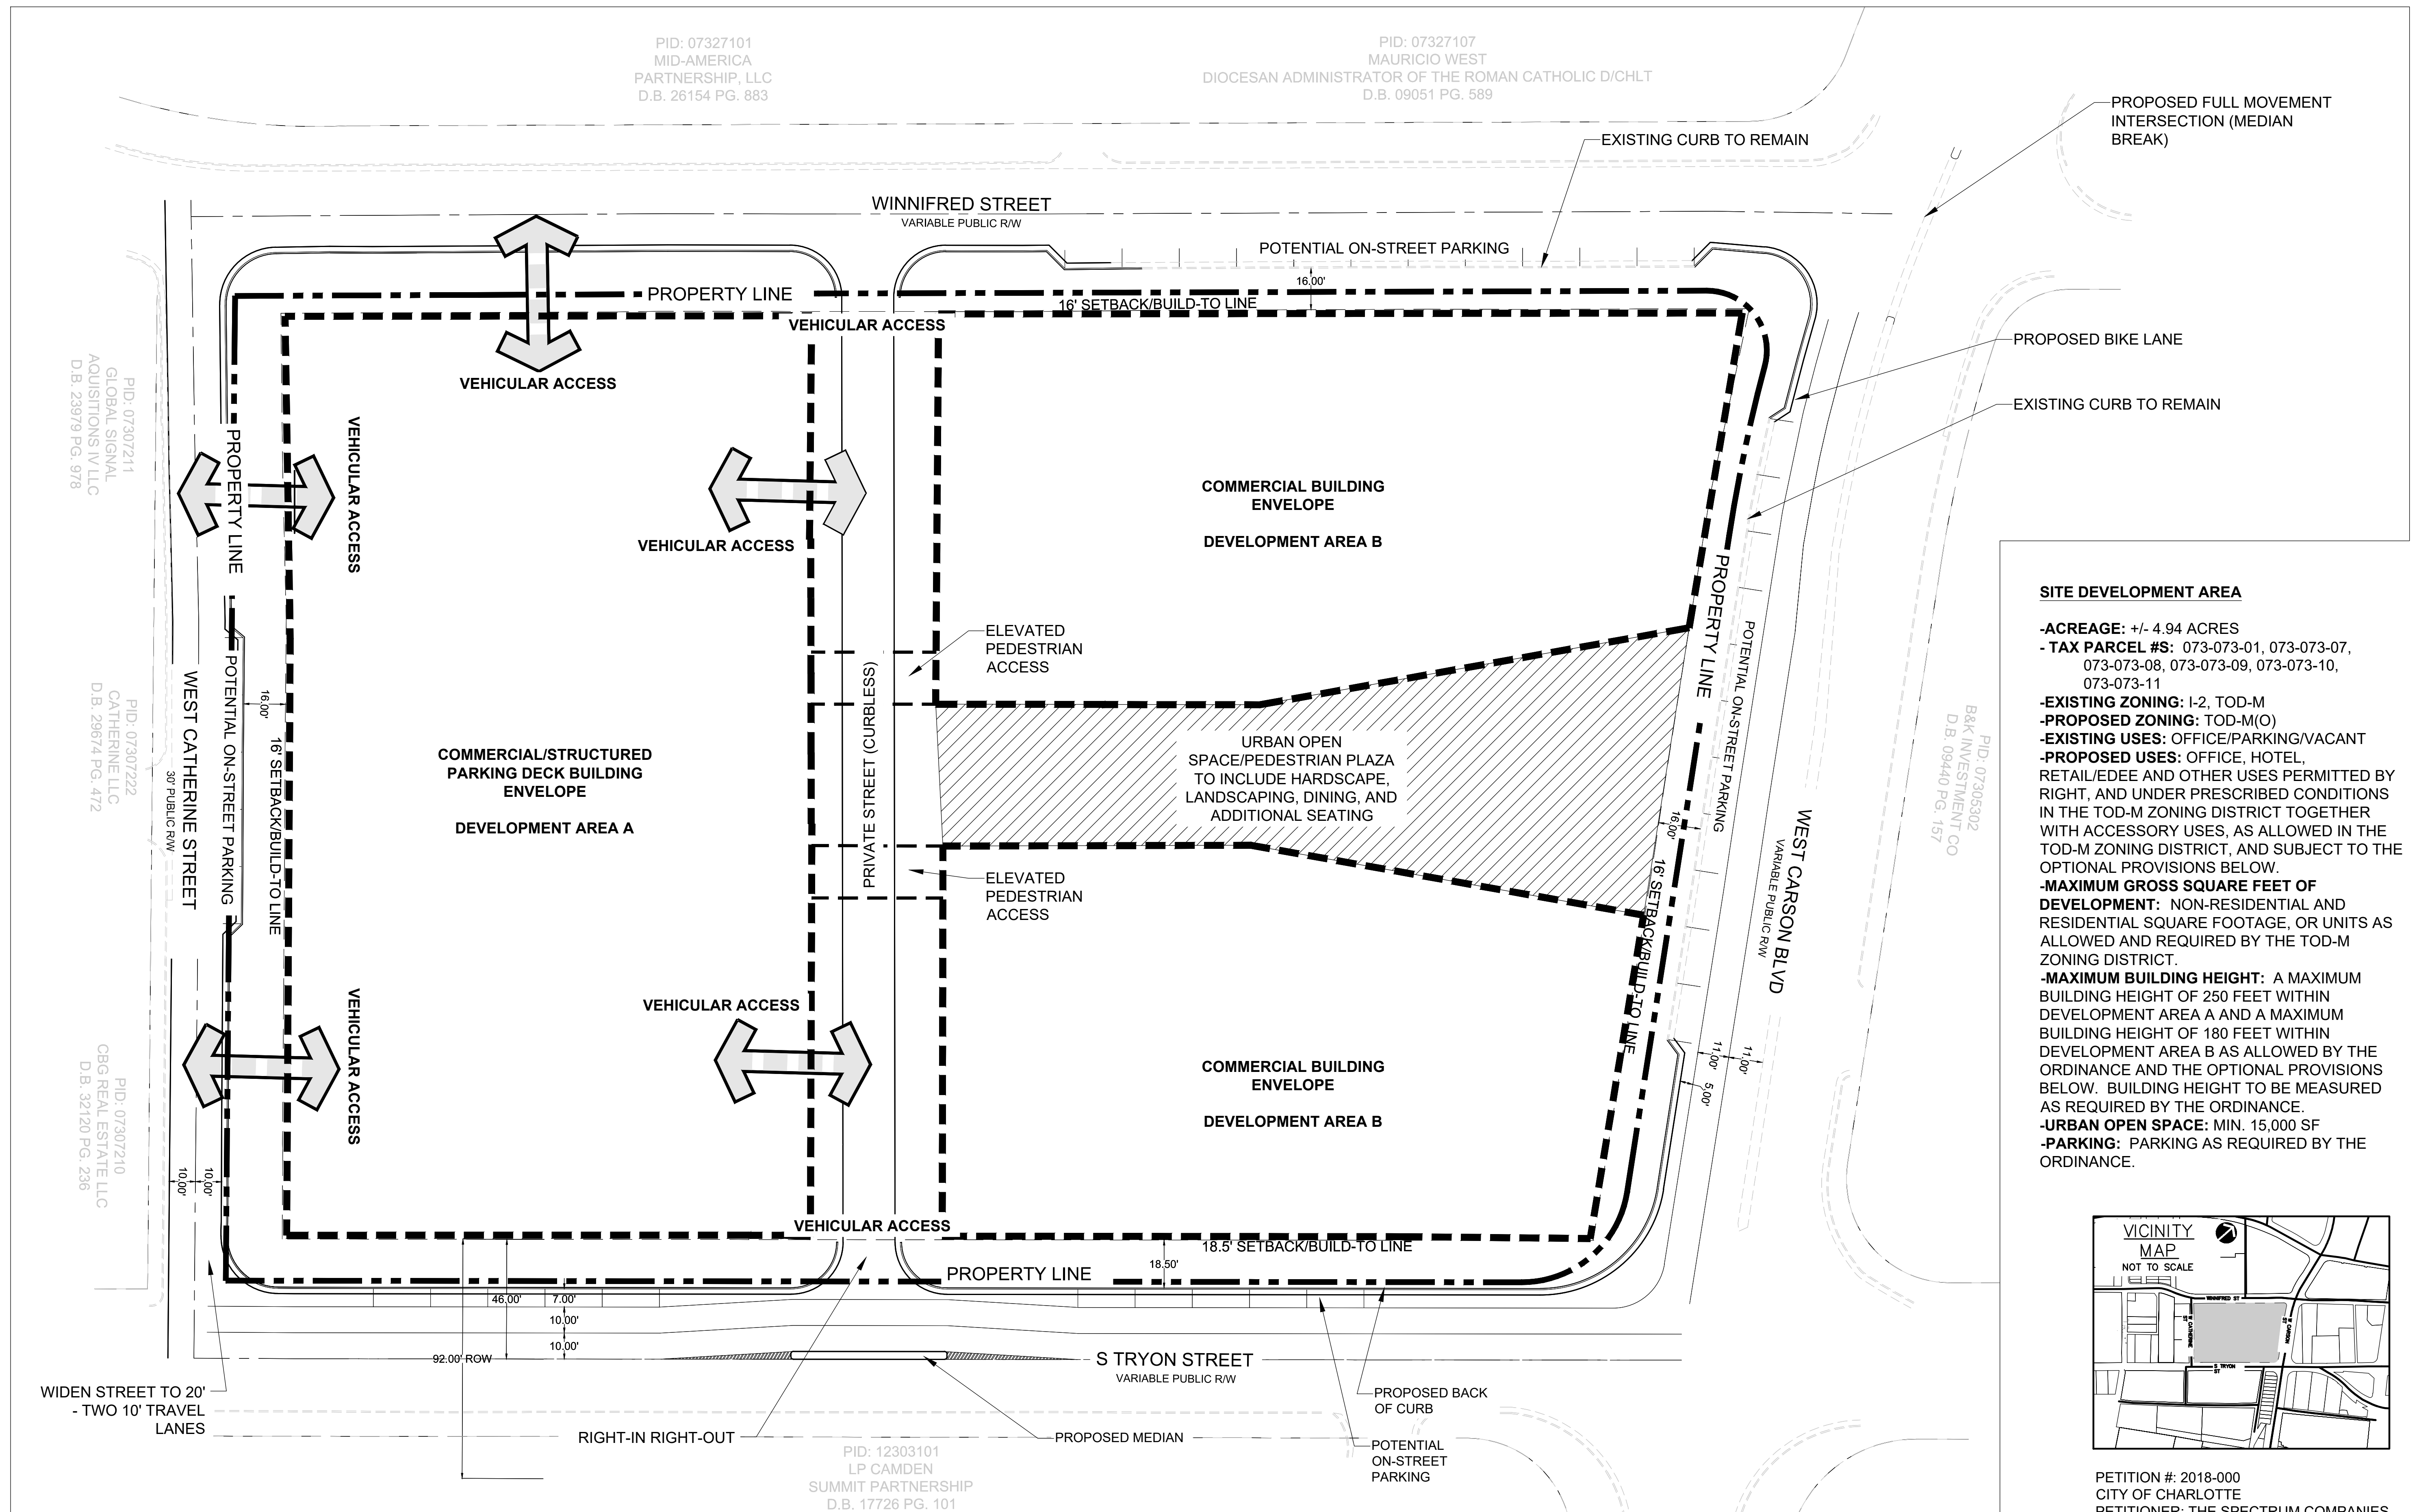 PID: 07327101
MID-AMERICA
PARTNERSHIP, LLC
D.B. 26154 PG. 883
PID: 07327107
MAURICIO WEST
DIOCESAN ADMINISTRATOR OF THE ROMAN CATHOLIC D/CHLT
D.B. 09051 PG. 589
PROPOSED FULL MOVEMENT
INTERSECTION (MEDIAN
BREAK)
EXISTING CURB TO REMAIN
WINNIFRED STREET
VARIABLE PUBLIC R/W
POTENTIAL ON-STREET PARKING
16.00'
PROPERTY LINE
16' SETBACK/BUILD-TO LINE
VEHICULAR ACCESS
VEHICULAR ACCESS
PROPOSED BIKE LANE
EXISTING CURB TO REMAIN
PID: 07307211
GLOBAL SIGNAL
AQUISITIONS IV LLC
D.B. 23979 PG. 978
PROPERTY LINE
VEHICULAR ACCESS
VEHICULAR ACCESS
COMMERCIAL BUILDING
ENVELOPE
DEVELOPMENT AREA B
PROPERTY LINE
POTENTIAL ON-STREET PARKING
ELEVATED
PEDESTRIAN
ACCESS
PRIVATE STREET (CURBLESS)
PID: 07307222
CATHERINE LLC
D.B. 29674 PG. 472
30' PUBLIC R/W
WEST CATHERINE STREET
POTENTIAL ON-STREET PARKING
16.00'
16' SETBACK/BUILD-TO LINE
COMMERCIAL/STRUCTURED
PARKING DECK BUILDING
ENVELOPE
DEVELOPMENT AREA A
URBAN OPEN
SPACE/PEDESTRIAN PLAZA
TO INCLUDE HARDSCAPE,
LANDSCAPING, DINING, AND
ADDITIONAL SEATING
16.00'
16' SETBACK/BUILD-TO LINE
WEST CARSON BLVD
VARIABLE PUBLIC R/W
PID: 07305302
B&K INVESTMENT CO
D.B. 09440 PG. 157
ELEVATED
PEDESTRIAN
ACCESS
VEHICULAR ACCESS
VEHICULAR ACCESS
COMMERCIAL BUILDING
ENVELOPE
DEVELOPMENT AREA B
11.00'
11.00'
5.00'
PID: 07307210
CBG REAL ESTATE LLC
D.B. 32120 PG. 236
10.00'
10.00'
VEHICULAR ACCESS
18.5' SETBACK/BUILD-TO LINE
18.50'
PROPERTY LINE
46.00'
7.00'
10.00'
10.00'
92.00' ROW
S TRYON STREET
VARIABLE PUBLIC R/W
WIDEN STREET TO 20'
- TWO 10' TRAVEL
LANES
RIGHT-IN RIGHT-OUT
PROPOSED MEDIAN
PROPOSED BACK
OF CURB
POTENTIAL
ON-STREET
PARKING
PID: 12303101
LP CAMDEN
SUMMIT PARTNERSHIP
D.B. 17726 PG. 101
SITE DEVELOPMENT AREA
-ACREAGE: +/- 4.94 ACRES
- TAX PARCEL #S: 073-073-01, 073-073-07,
073-073-08, 073-073-09, 073-073-10,
073-073-11
-EXISTING ZONING: I-2, TOD-M
-PROPOSED ZONING: TOD-M(O)
-EXISTING USES: OFFICE/PARKING/VACANT
-PROPOSED USES: OFFICE, HOTEL,
RETAIL/EDEE AND OTHER USES PERMITTED BY
RIGHT, AND UNDER PRESCRIBED CONDITIONS
IN THE TOD-M ZONING DISTRICT TOGETHER
WITH ACCESSORY USES, AS ALLOWED IN THE
TOD-M ZONING DISTRICT, AND SUBJECT TO THE
OPTIONAL PROVISIONS BELOW.
-MAXIMUM GROSS SQUARE FEET OF
DEVELOPMENT: NON-RESIDENTIAL AND
RESIDENTIAL SQUARE FOOTAGE, OR UNITS AS
ALLOWED AND REQUIRED BY THE TOD-M
ZONING DISTRICT.
-MAXIMUM BUILDING HEIGHT: A MAXIMUM
BUILDING HEIGHT OF 250 FEET WITHIN
DEVELOPMENT AREA A AND A MAXIMUM
BUILDING HEIGHT OF 180 FEET WITHIN
DEVELOPMENT AREA B AS ALLOWED BY THE
ORDINANCE AND THE OPTIONAL PROVISIONS
BELOW. BUILDING HEIGHT TO BE MEASURED
AS REQUIRED BY THE ORDINANCE.
-URBAN OPEN SPACE: MIN. 15,000 SF
-PARKING: PARKING AS REQUIRED BY THE
ORDINANCE.
VICINITY
MAP
NOT TO SCALE
WINNIFRED ST
W CATHERINE
ST
W CARSON
ST
S TRYON
ST
PETITION #: 2018-000
CITY OF CHARLOTTE
PETITIONER: THE SPECTRUM COMPANIES